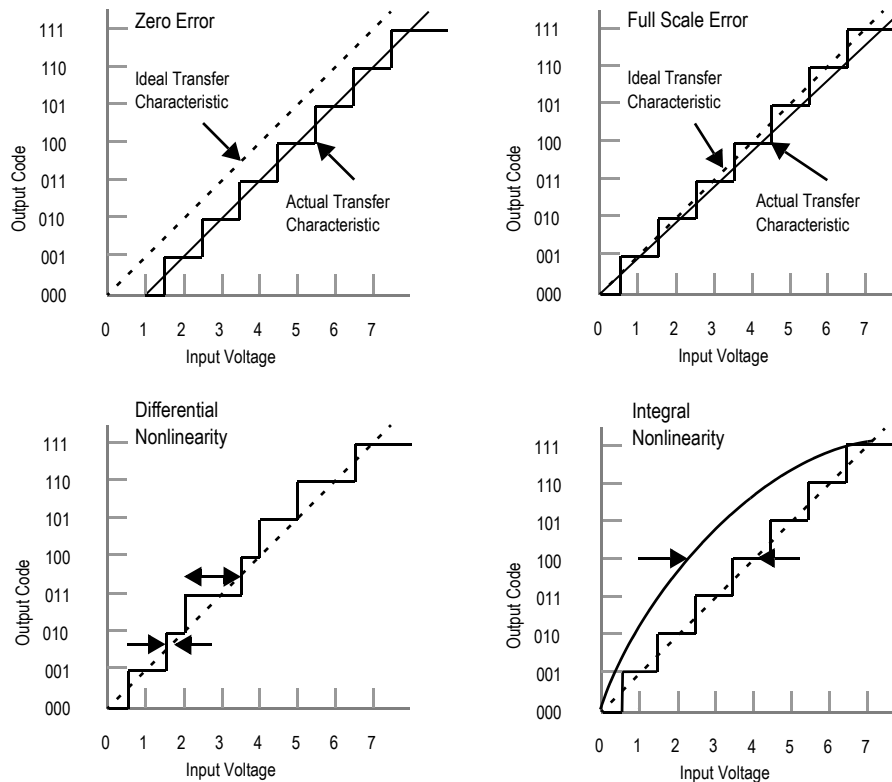 Zero Error
111
110
101
100
011
010
001
000
Output Code
Ideal Transfer
Characteristic
Actual Transfer
Characteristic
0 1 2 3 4 5 6 7
Input Voltage
Full Scale Error
111
110
101
100
011
010
001
000
Output Code
Ideal Transfer
Characteristic
Actual Transfer
Characteristic
0 1 2 3 4 5 6 7
Input Voltage
Differential
Nonlinearity
111
110
101
100
011
010
001
000
Output Code
0 1 2 3 4 5 6 7
Input Voltage
Integral
Nonlinearity
111
110
101
100
011
010
001
000
Output Code
0 1 2 3 4 5 6 7
Input Voltage